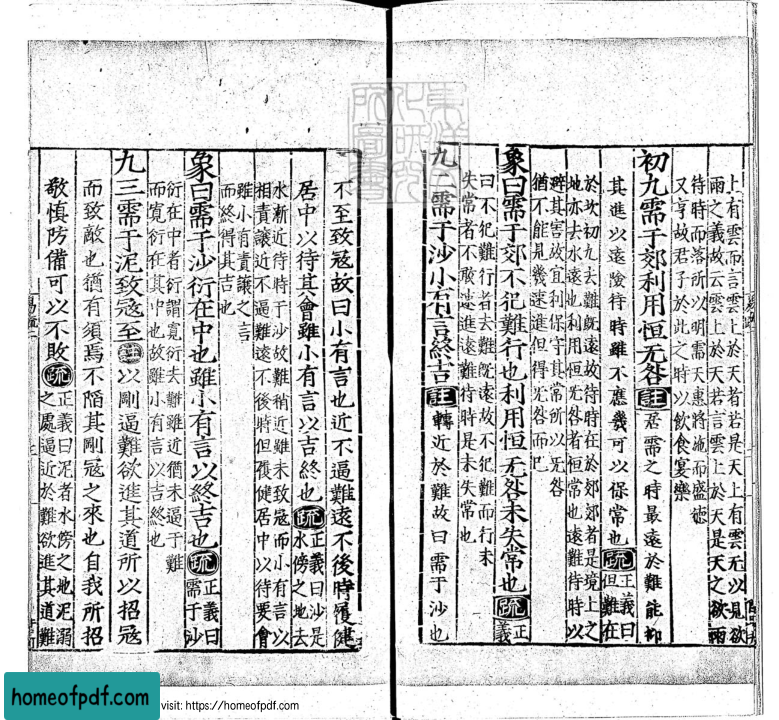 上有雲而言雲上於天者若是天上有雲无以見欲
雨之義故云雲上於天若言雲上於天是天之欲雨
待時而落所以明需天惠將施而盛德
又亨故君子於此之時以飲食宴樂
初九需于郊利用恒无咎註居需之時最遠於難能抑
其進以遠險待時雖不應幾可以保常也疏正義曰但難在
於坎初九去難既遠故待時在於郊郊者是境上之
地亦去水遠也利用恒无咎者恒常也遠難待時以
避其害故宜利保守其常所以无咎
猶不能見幾速進但得无咎而已
象曰需于郊不犯難行也利用恒无咎未失常也疏正義
曰不犯難行者去難既遠故不犯難而行未
失常者不敢速進遠難待時是未失常也
九二需于沙小有言終吉註轉近於難故曰需于沙也
不至致寇故曰小有言也近不逼難遠不後時履健
居中以待其會雖小有言以吉終也疏正義曰沙是水傍之地去
水漸近待時于沙故難稍近雖未致寇而小有言以
相責讓近不逼難遠不後時但履健居中以待要會
雖小有責讓之言
而終得其吉也
象曰需于沙衍在中也雖小有言以終吉也疏正義曰需于沙
衍在中者衍謂寬衍去難雖近猶未逼于難
而寬衍在其中也故雖小有言以吉終也
九三需于泥致寇至註以剛逼難欲進其道所以招寇
而致敵也猶有須焉不陷其剛寇之來也自我所招
敬慎防備可以不敗疏正義曰泥者水傍之地泥溺之處逼近於難欲進其道難
homeofpdf.com
visit: https://homeofpdf.com